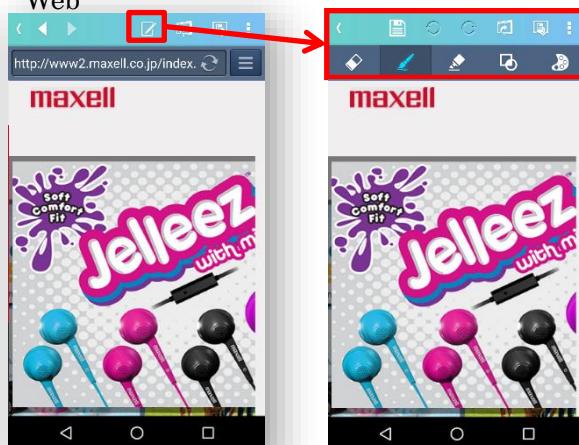 Web
http://www2.maxell.co.jp/index.
maxell
Soft
Comfort
Fit
Jelleez
with m
maxell
Soft
Comfort
Fit
Jelleez
with m